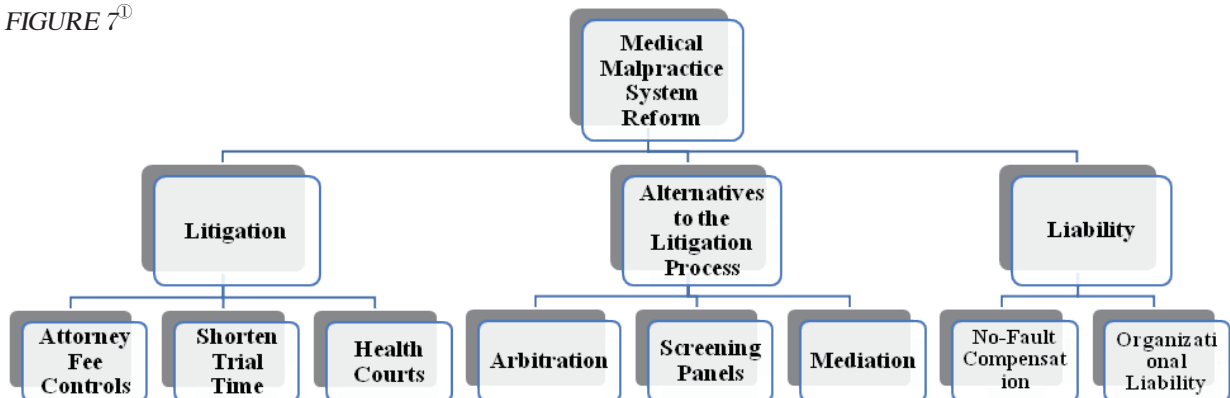 FIGURE 7①
Medical
Malpractice
System
Reform
Litigation
Alternatives
to the
Litigation
Process
Liability
Attorney
Fee
Controls
Shorten
Trial
Time
Health
Courts
Arbitration
Screening
Panels
Mediation
No-Fault
Compensat
ion
Organizati
onal
Liability